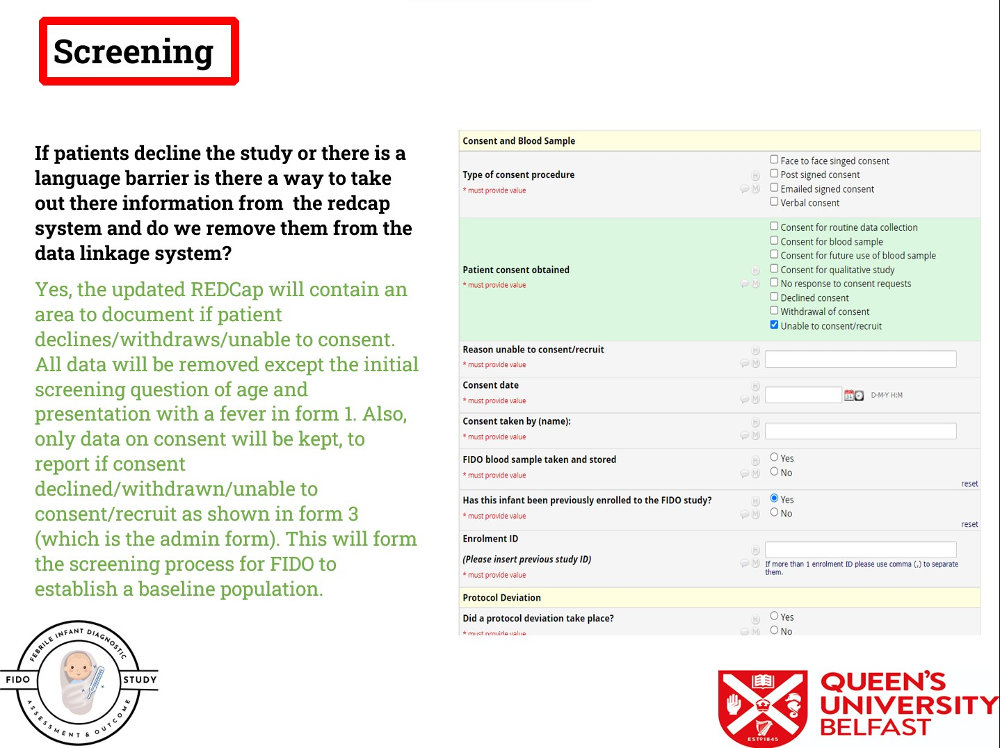 Screening
If patients decline the study or there is a
language barrier is there a way to take
out there information from  the redcap
system and do we remove them from the
data linkage system?
Yes, the updated REDCap will contain an
area to document if patient
declines/withdraws/unable to consent.
All data will be removed except the initial
screening question of age and
presentation with a fever in form 1. Also,
only data on consent will be kept, to
report if consent
declined/withdrawn/unable to
consent/recruit as shown in form 3
(which is the admin form). This will form
the screening process for FIDO to
establish a baseline population.
Consent and Blood Sample
Type of consent procedure
* must provide value
H
M
Face to face singed consent
Post signed consent
Emailed signed consent
Verbal consent
Patient consent obtained
* must provide value
H
M
Consent for routine data collection
Consent for blood sample
Consent for future use of blood sample
Consent for qualitative study
No response to consent requests
Declined consent
Withdrawal of consent
Unable to consent/recruit
Reason unable to consent/recruit
* must provide value
H
M
Consent date
* must provide value
H
M
31
D-M-Y H:M
Consent taken by (name):
* must provide value
H
M
FIDO blood sample taken and stored
* must provide value
H
M
Yes
No
reset
Has this infant been previously enrolled to the FIDO study?
* must provide value
H
M
Yes
No
reset
Enrolment ID
(Please insert previous study ID)
* must provide value
H
M
If more than 1 enrolment ID please use comma (,) to separate
them.
Protocol Deviation
Did a protocol deviation take place?
* must provide value
H
M
Yes
No
FEBRILE INFANT DIAGNOSTIC
FIDO STUDY
ASSESSMENT & OUTCOME
QUEEN'S
UNIVERSITY
BELFAST
ESTD1845